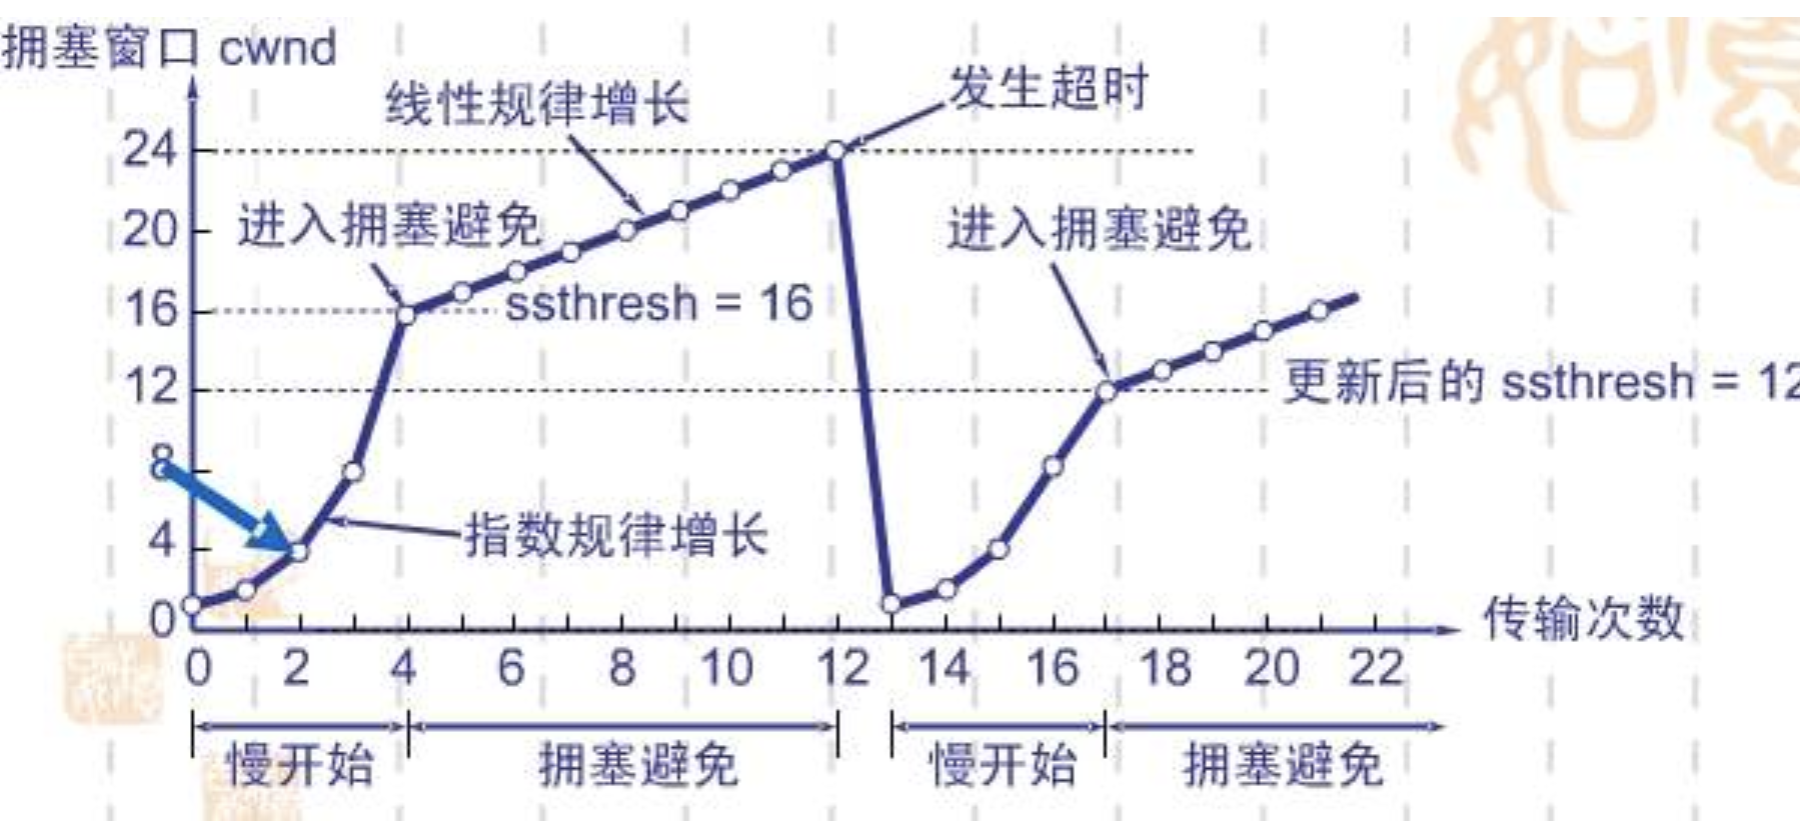 拥塞窗口 cwnd
发生超时
线性规律增长
24
进入拥塞避免
进入拥塞避免
20
16
ssthresh = 16
12
更新后的 ssthresh = 12
8
指数规律增长
4
0
传输次数
0 2 4 6 8 10 12 14 16 18 20 22
慢开始 拥塞避免 慢开始 拥塞避免